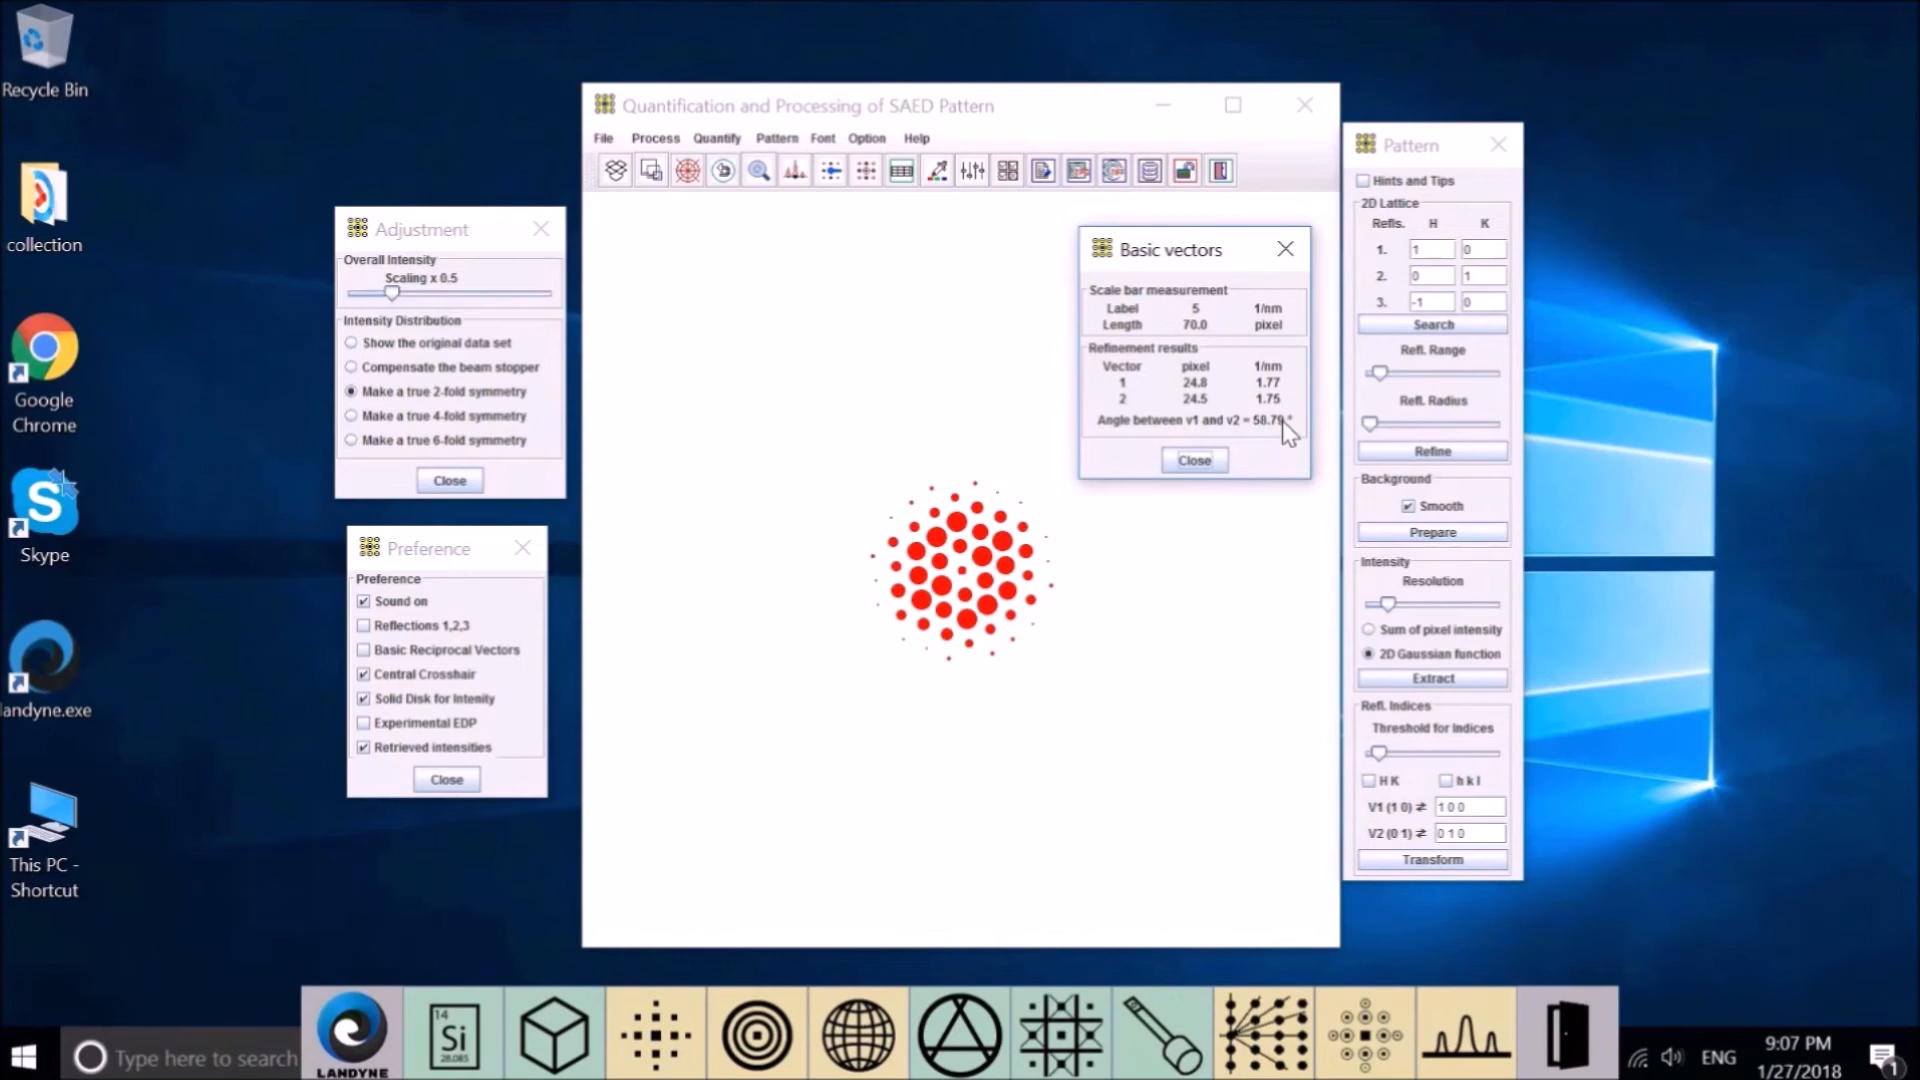 Recycle Bin
collection
Google
Chrome
Skype
landyne.exe
This PC -
Shortcut
Adjustment
Overall Intensity
Scaling x 0.5
Intensity Distribution
Show the original data set
Compensate the beam stopper
Make a true 2-fold symmetry
Make a true 4-fold symmetry
Make a true 6-fold symmetry
Close
Preference
Preference
Sound on
Reflections 1,2,3
Basic Reciprocal Vectors
Central Crosshair
Solid Disk for Intenity
Experimental EDP
Retrieved intensities
Close
Quantification and Processing of SAED Pattern
File Process Quantify Pattern Font Option Help
Basic vectors
Scale bar measurement
Label 5 1/nm
Length 70.0 pixel
Refinement results
Vector pixel 1/nm
1 24.8 1.77
2 24.5 1.75
Angle between v1 and v2 = 58.79 °
Close
Pattern
Hints and Tips
2D Lattice
Refls. H K
1. 1 0
2. 0 1
3. -1 0
Search
Refl. Range
Refl. Radius
Refine
Background
Smooth
Prepare
Intensity
Resolution
Sum of pixel intensity
2D Gaussian function
Extract
Refl. Indices
Threshold for Indices
H K h k l
V1 (1 0) ≠ 1 0 0
V2 (0 1) ≠ 0 1 0
Transform
Type here to search
LANDYNE
14
Si
28.085
ENG
9:07 PM
1/27/2018
1